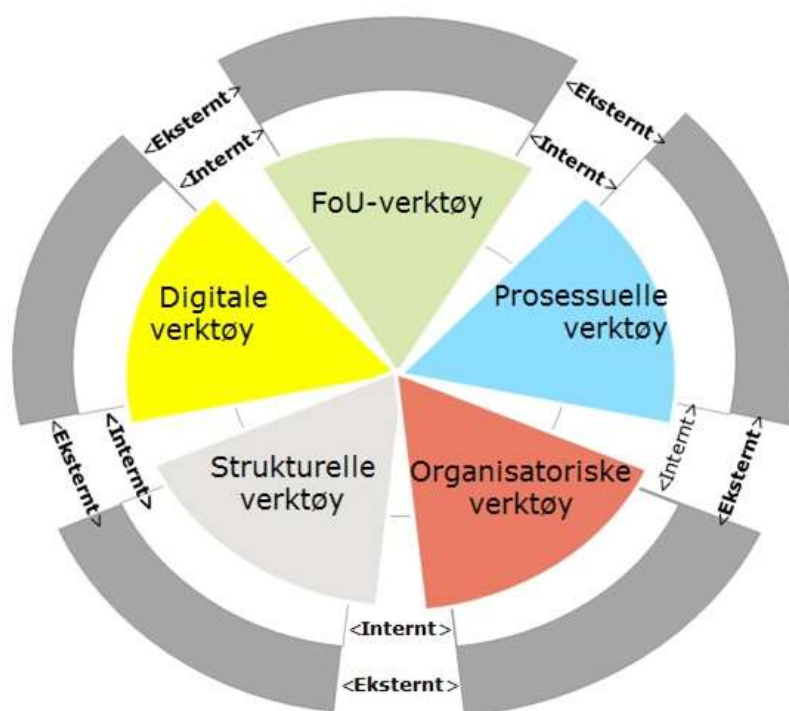 <Eksternt>
<Internt>
<Eksternt>
<Internt>
FoU-verktøy
Digitale
verktøy
Prosessuelle
verktøy
<Internt>
<Eksternt>
<Internt>
<Eksternt>
Strukturelle
verktøy
Organisatoriske
verktøy
<Internt>
<Eksternt>